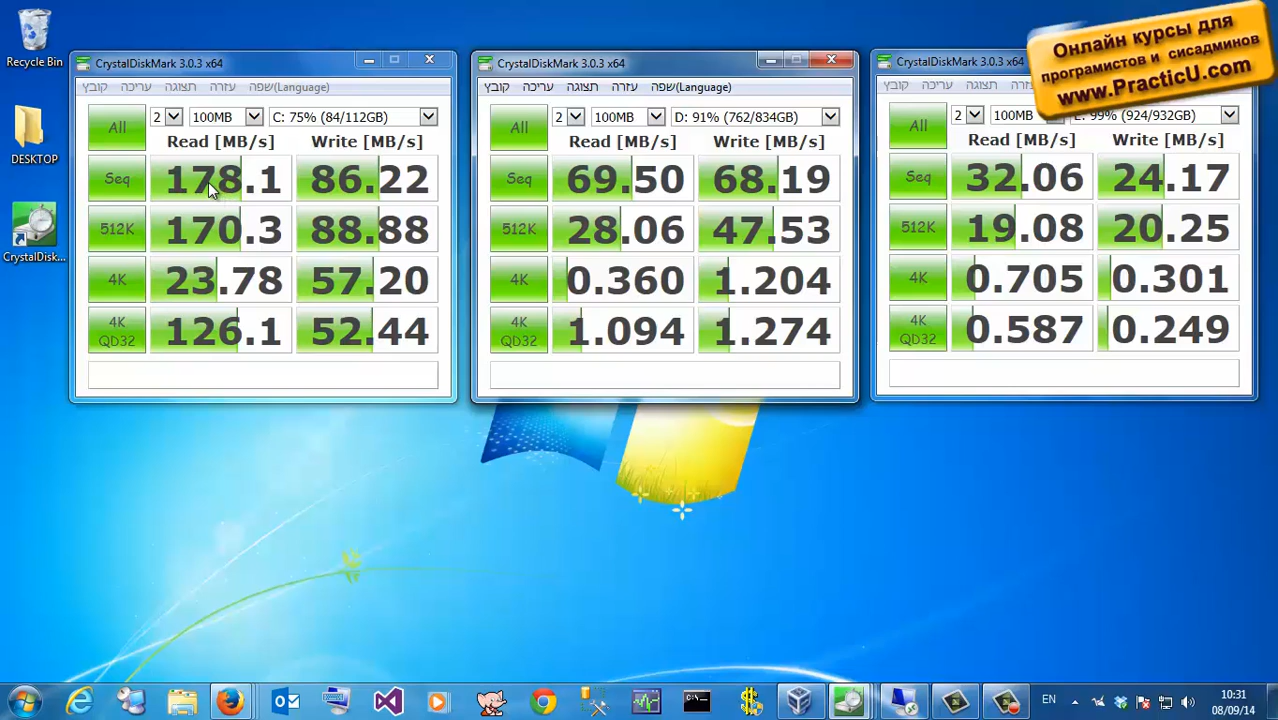 Recycle Bin
DESKTOP
CrystalDisk...
CrystalDiskMark 3.0.3 x64
קובץ עריכה תצוגה עזרה שפה(Language)
All 2 100MB C: 75% (84/112GB)
Read [MB/s] Write [MB/s]
Seq 178.1 86.22
512K 170.3 88.88
4K 23.78 57.20
4K QD32 126.1 52.44
CrystalDiskMark 3.0.3 x64
קובץ עריכה תצוגה עזרה שפה(Language)
All 2 100MB D: 91% (762/834GB)
Read [MB/s] Write [MB/s]
Seq 69.50 68.19
512K 28.06 47.53
4K 0.360 1.204
4K QD32 1.094 1.274
CrystalDiskMark 3.0.3 x64
קובץ עריכה תצוגה עזרה
All 2 100MB 99% (924/932GB)
Read [MB/s] Write [MB/s]
Seq 32.06 24.17
512K 19.08 20.25
4K 0.705 0.301
4K QD32 0.587 0.249
Онлайн курсы для
програмистов и сисадминов
www.PracticU.com
EN
10:31
08/09/14